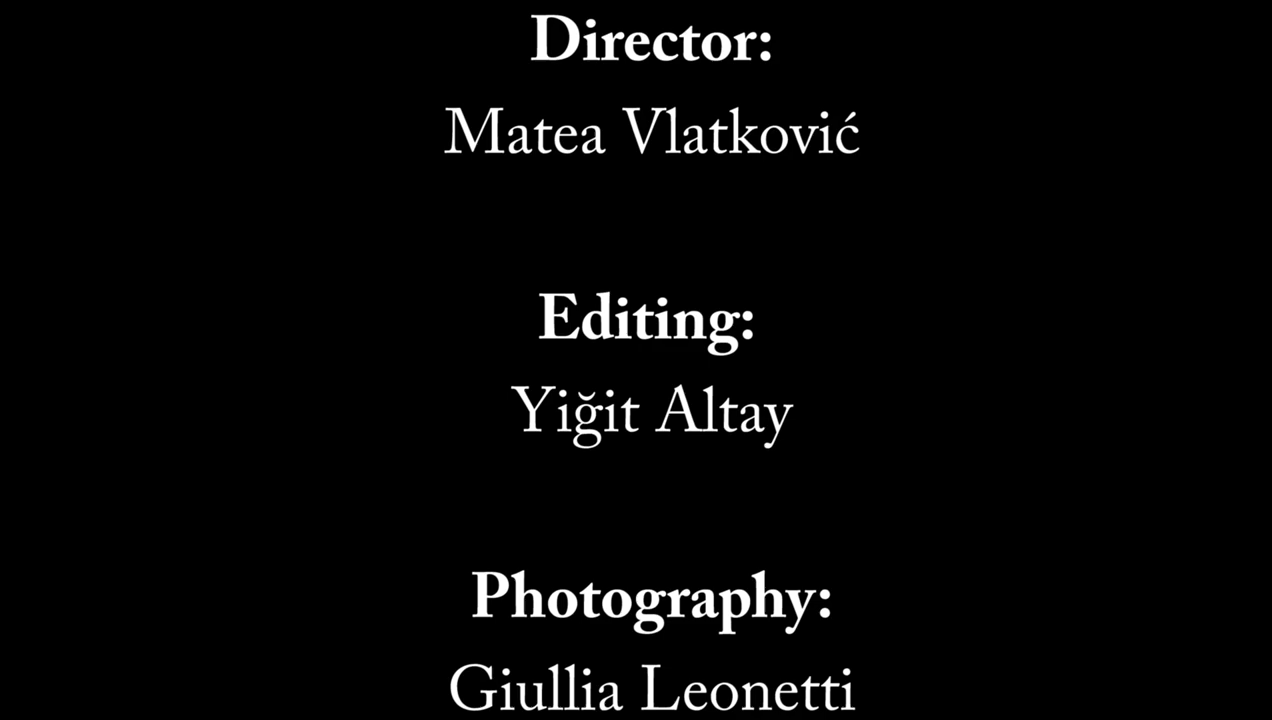 Director:
Matea Vlatković
Editing:
Yiğit Altay
Photography:
Giullia Leonetti